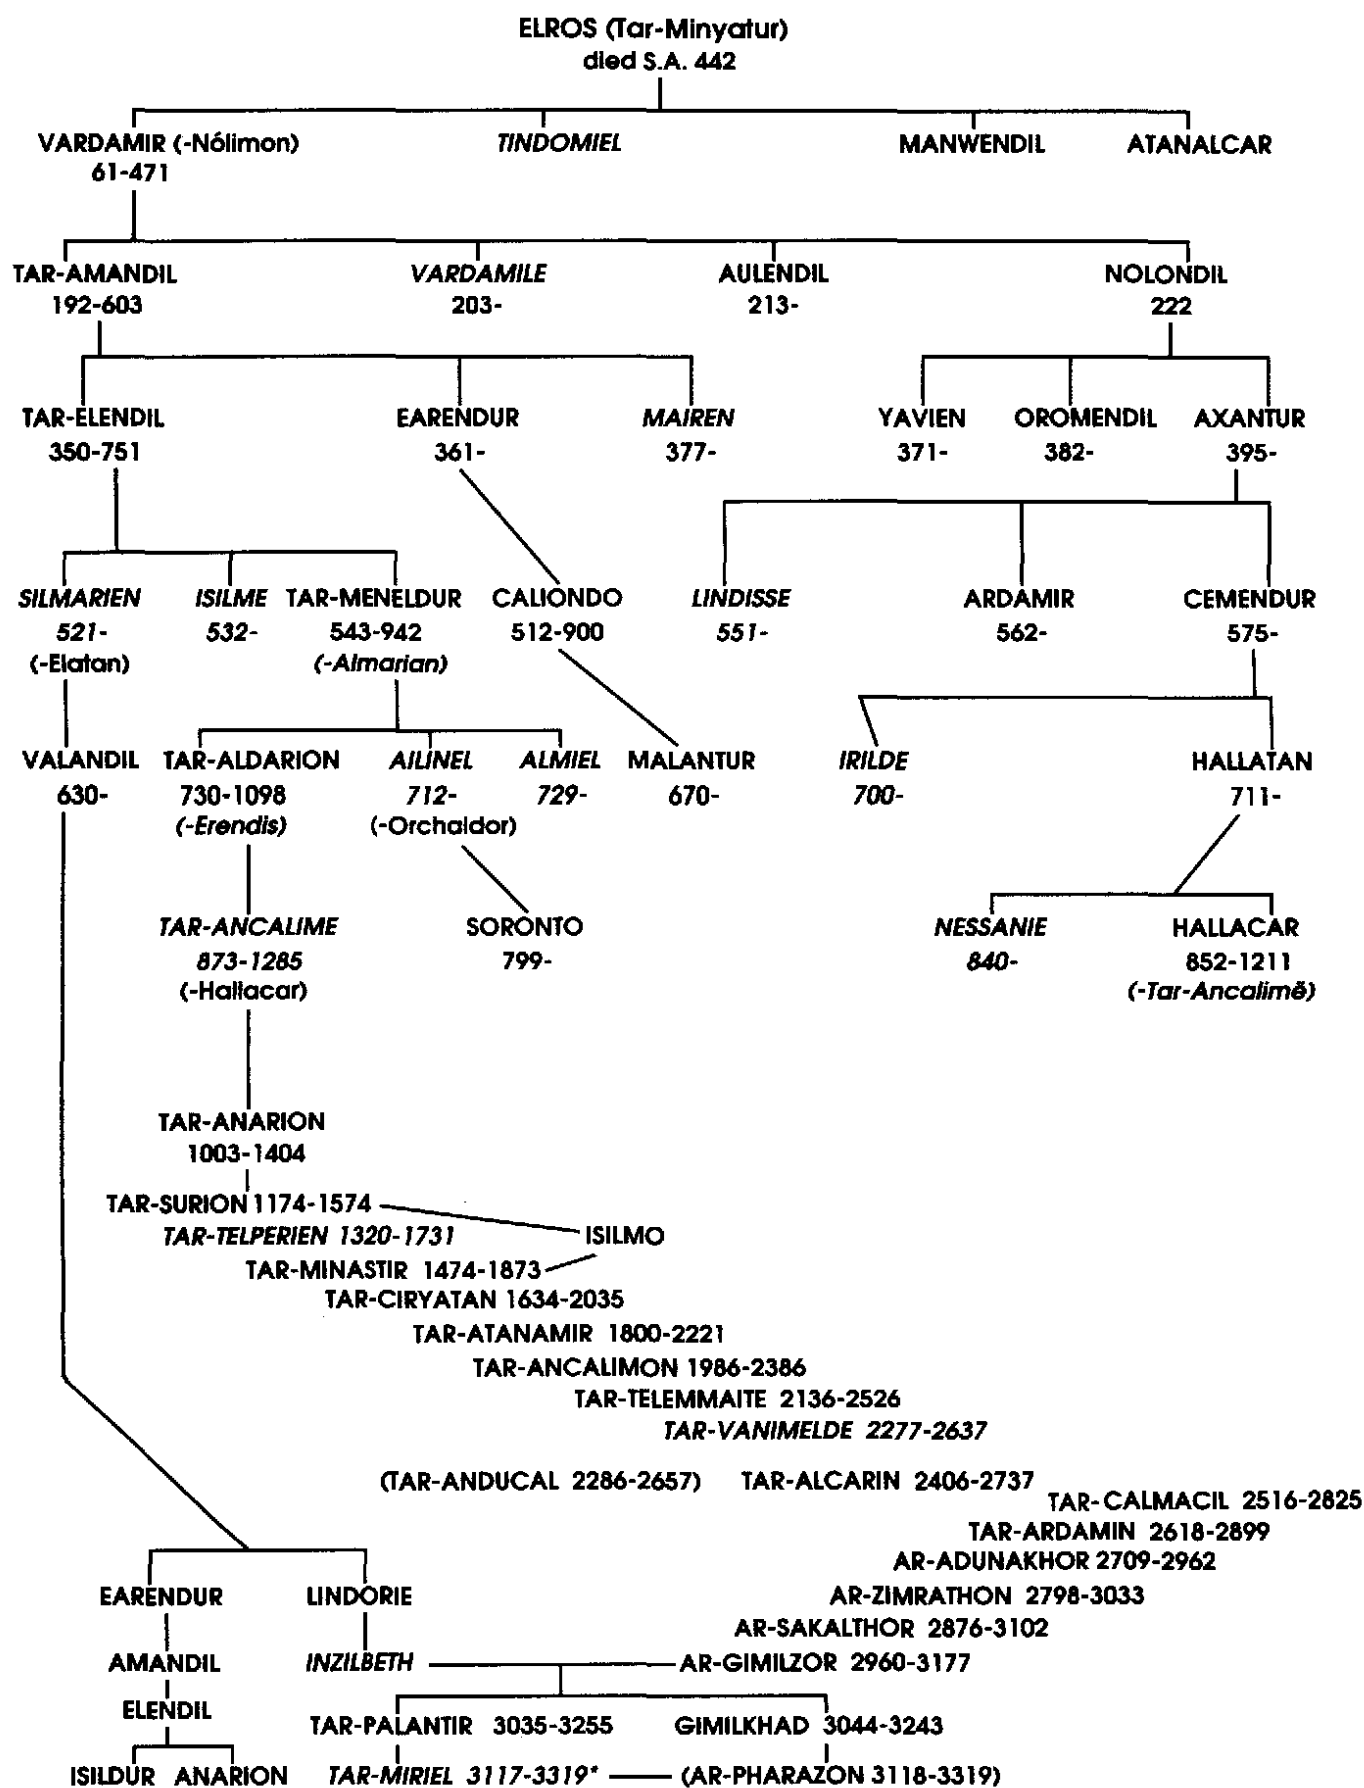 ELROS (Tar-Minyatur)
died S.A. 442
VARDAMIR (-Nólimon) TINDOMIEL MANWENDIL ATANALCAR
61-471
TAR-AMANDIL VARDAMILE AULENDIL NOLONDIL
192-603 203- 213- 222
TAR-ELENDIL EARENDUR MAIREN YAVIEN OROMENDIL AXANTUR
350-751 361- 377- 371- 382- 395-
SILMARIEN ISILME TAR-MENELDUR CALIONDO LINDISSE ARDAMIR CEMENDUR
521- 532- 543-942 512-900 551- 562- 575-
(-Elatan) (-Almarian)
VALANDIL TAR-ALDARION AILINEL ALMIEL MALANTUR IRILDE HALLATAN
630- 730-1098 712- 729- 670- 700- 711-
(-Erendis) (-Orchaldor)
TAR-ANCALIME SORONTO NESSANIE HALLACAR
873-1285 799- 840- 852-1211
(-Hallacar) (-Tar-Ancalimë)
TAR-ANARION
1003-1404
TAR-SURION 1174-1574
TAR-TELPERIEN 1320-1731 ISILMO
TAR-MINASTIR 1474-1873
TAR-CIRYATAN 1634-2035
TAR-ATANAMIR 1800-2221
TAR-ANCALIMON 1986-2386
TAR-TELEMMAITE 2136-2526
TAR-VANIMELDE 2277-2637
(TAR-ANDUCAL 2286-2657) TAR-ALCARIN 2406-2737
TAR-CALMACIL 2516-2825
TAR-ARDAMIN 2618-2899
AR-ADUNAKHOR 2709-2962
EARENDUR LINDORIE AR-ZIMRATHON 2798-3033
AR-SAKALTHOR 2876-3102
AMANDIL INZILBETH AR-GIMILZOR 2960-3177
ELENDIL
TAR-PALANTIR 3035-3255 GIMILKHAD 3044-3243
ISILDUR ANARION TAR-MIRIEL 3117-3319* (AR-PHARAZON 3118-3319)